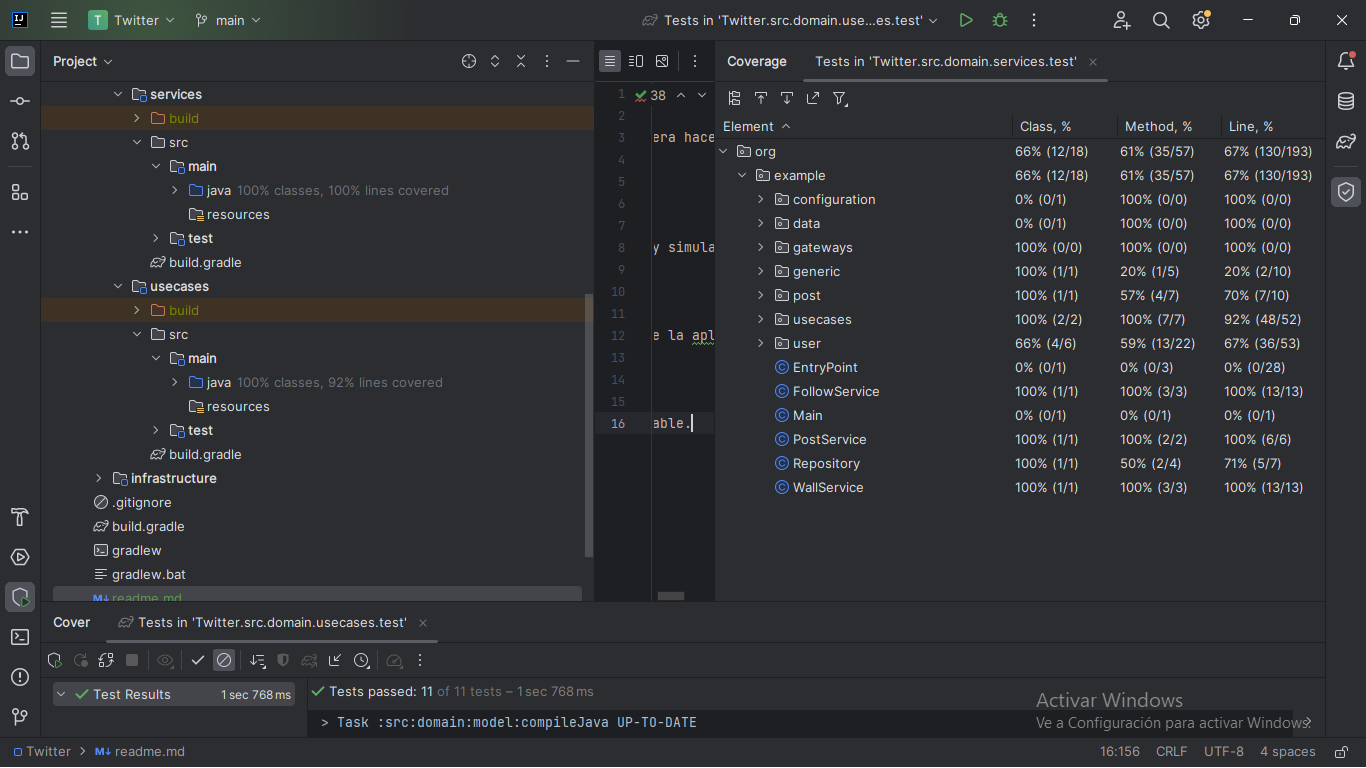 Twitter
main
Tests in 'Twitter.src.domain.use...es.test'
Project
services
build
src
main
java 100% classes, 100% lines covered
resources
test
build.gradle
usecases
build
src
main
java 100% classes, 92% lines covered
resources
test
build.gradle
infrastructure
.gitignore
build.gradle
gradlew
gradlew.bat
readme.md
1 38
2
3 era hace
4
5
6
7
8 y simula
9
10
11
12 e la apl
13
14
15
16 able.
Coverage Tests in 'Twitter.src.domain.services.test'
Element Class, % Method, % Line, %
org 66% (12/18) 61% (35/57) 67% (130/193)
example 66% (12/18) 61% (35/57) 67% (130/193)
configuration 0% (0/1) 100% (0/0) 100% (0/0)
data 0% (0/1) 100% (0/0) 100% (0/0)
gateways 100% (0/0) 100% (0/0) 100% (0/0)
generic 100% (1/1) 20% (1/5) 20% (2/10)
post 100% (1/1) 57% (4/7) 70% (7/10)
usecases 100% (2/2) 100% (7/7) 92% (48/52)
user 66% (4/6) 59% (13/22) 67% (36/53)
EntryPoint 0% (0/1) 0% (0/3) 0% (0/28)
FollowService 100% (1/1) 100% (3/3) 100% (13/13)
Main 0% (0/1) 0% (0/1) 0% (0/1)
PostService 100% (1/1) 100% (2/2) 100% (6/6)
Repository 100% (1/1) 50% (2/4) 71% (5/7)
WallService 100% (1/1) 100% (3/3) 100% (13/13)
Cover Tests in 'Twitter.src.domain.usecases.test'
Test Results 1 sec 768 ms
Tests passed: 11 of 11 tests – 1 sec 768 ms
> Task :src:domain:model:compileJava UP-TO-DATE
Activar Windows
Ve a Configuración para activar Windows.
Twitter > M↓ readme.md
16:156 CRLF UTF-8 4 spaces